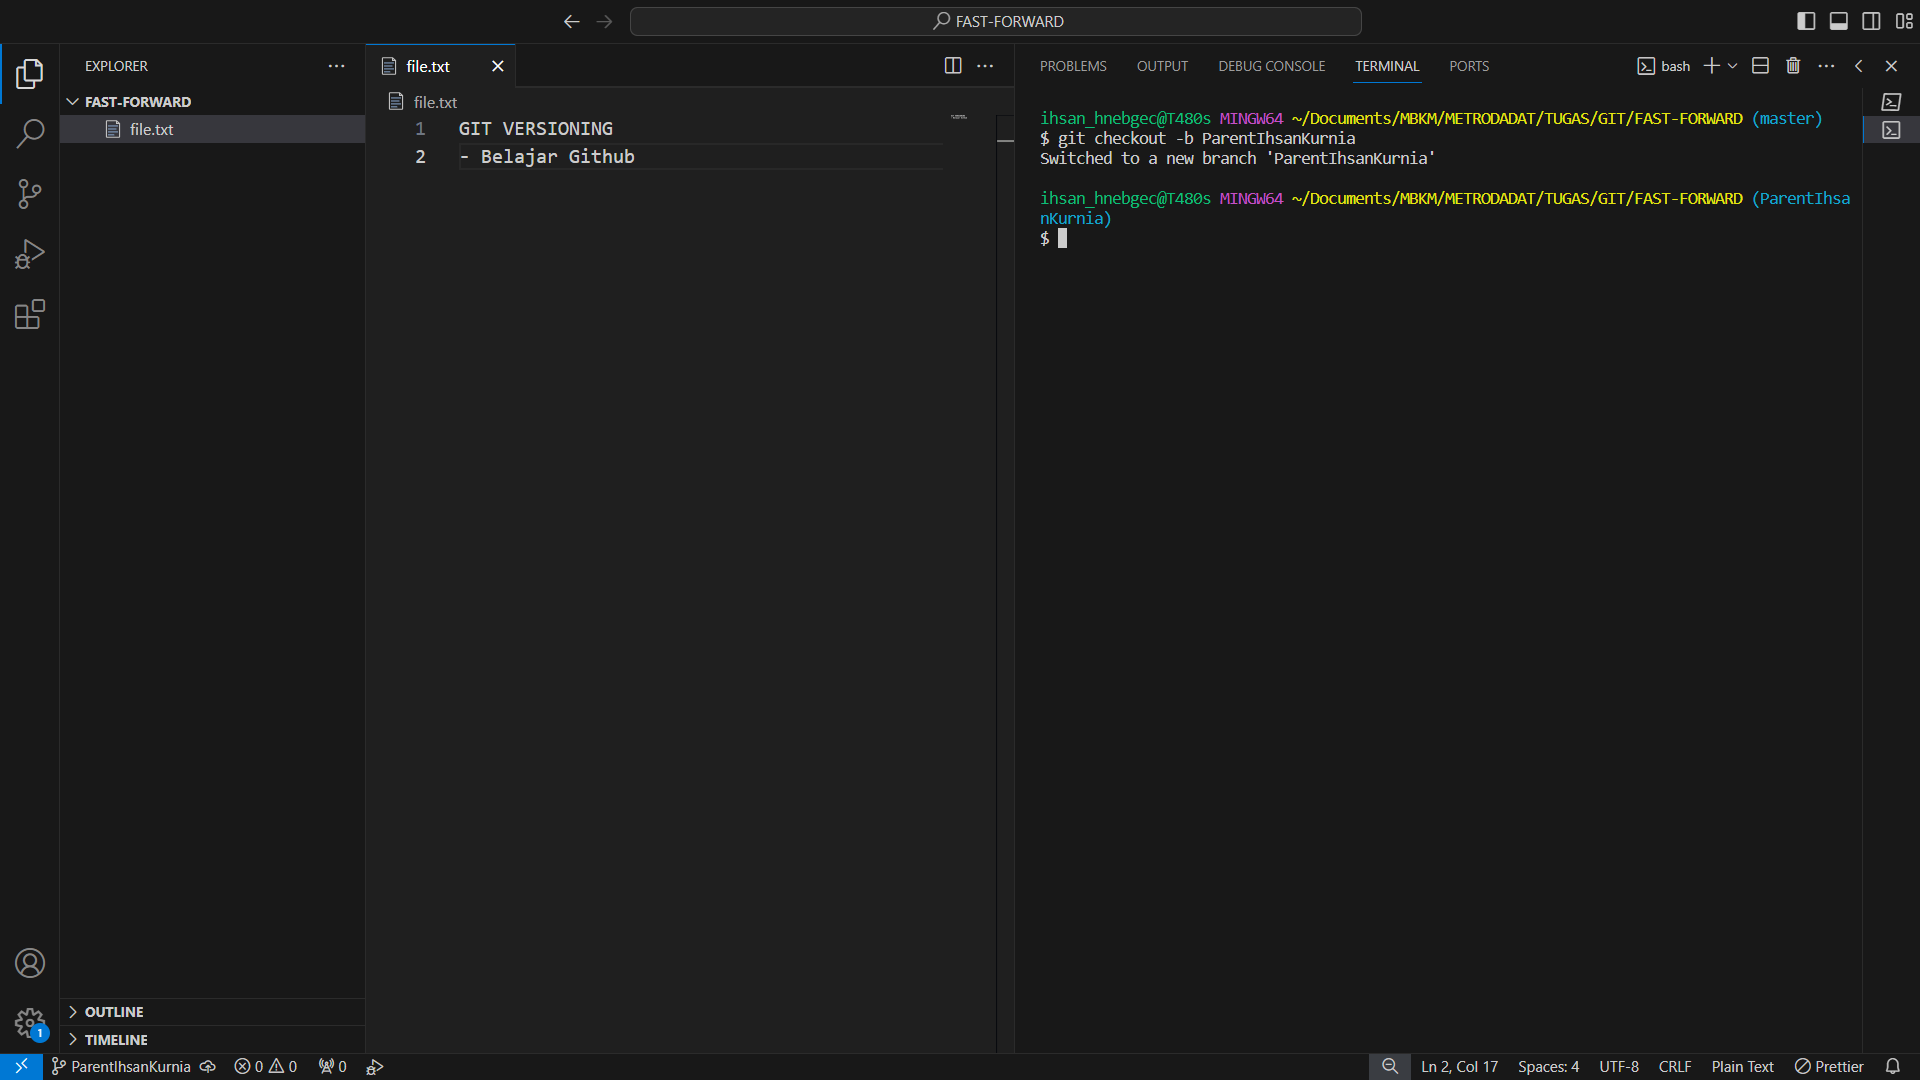 FAST-FORWARD
EXPLORER
FAST-FORWARD
file.txt
OUTLINE
TIMELINE
file.txt
file.txt
1 GIT VERSIONING
2 - Belajar Github
PROBLEMS OUTPUT DEBUG CONSOLE TERMINAL PORTS
bash
ihsan_hnebgec@T480s MINGW64 ~/Documents/MBKM/METRODADAT/TUGAS/GIT/FAST-FORWARD (master)
$ git checkout -b ParentIhsanKurnia
Switched to a new branch 'ParentIhsanKurnia'
ihsan_hnebgec@T480s MINGW64 ~/Documents/MBKM/METRODADAT/TUGAS/GIT/FAST-FORWARD (ParentIhsa
nKurnia)
$
1
ParentIhsanKurnia 0 0 0 Ln 2, Col 17 Spaces: 4 UTF-8 CRLF Plain Text Prettier